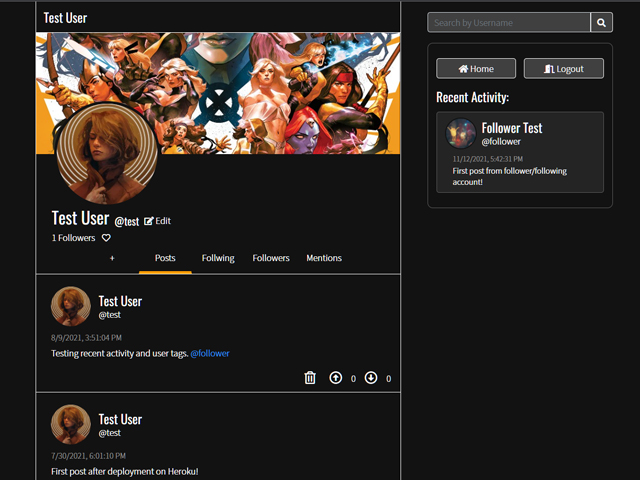 Test User
Test User @test Edit
1 Followers
+ Posts Follwing Followers Mentions
Test User
@test
8/9/2021, 3:51:04 PM
Testing recent activity and user tags. @follower
0 0
Test User
@test
7/30/2021, 6:01:10 PM
First post after deployment on Heroku!
Search by Username
Home Logout
Recent Activity:
Follower Test
@follower
11/12/2021, 5:42:31 PM
First post from follower/following
account!